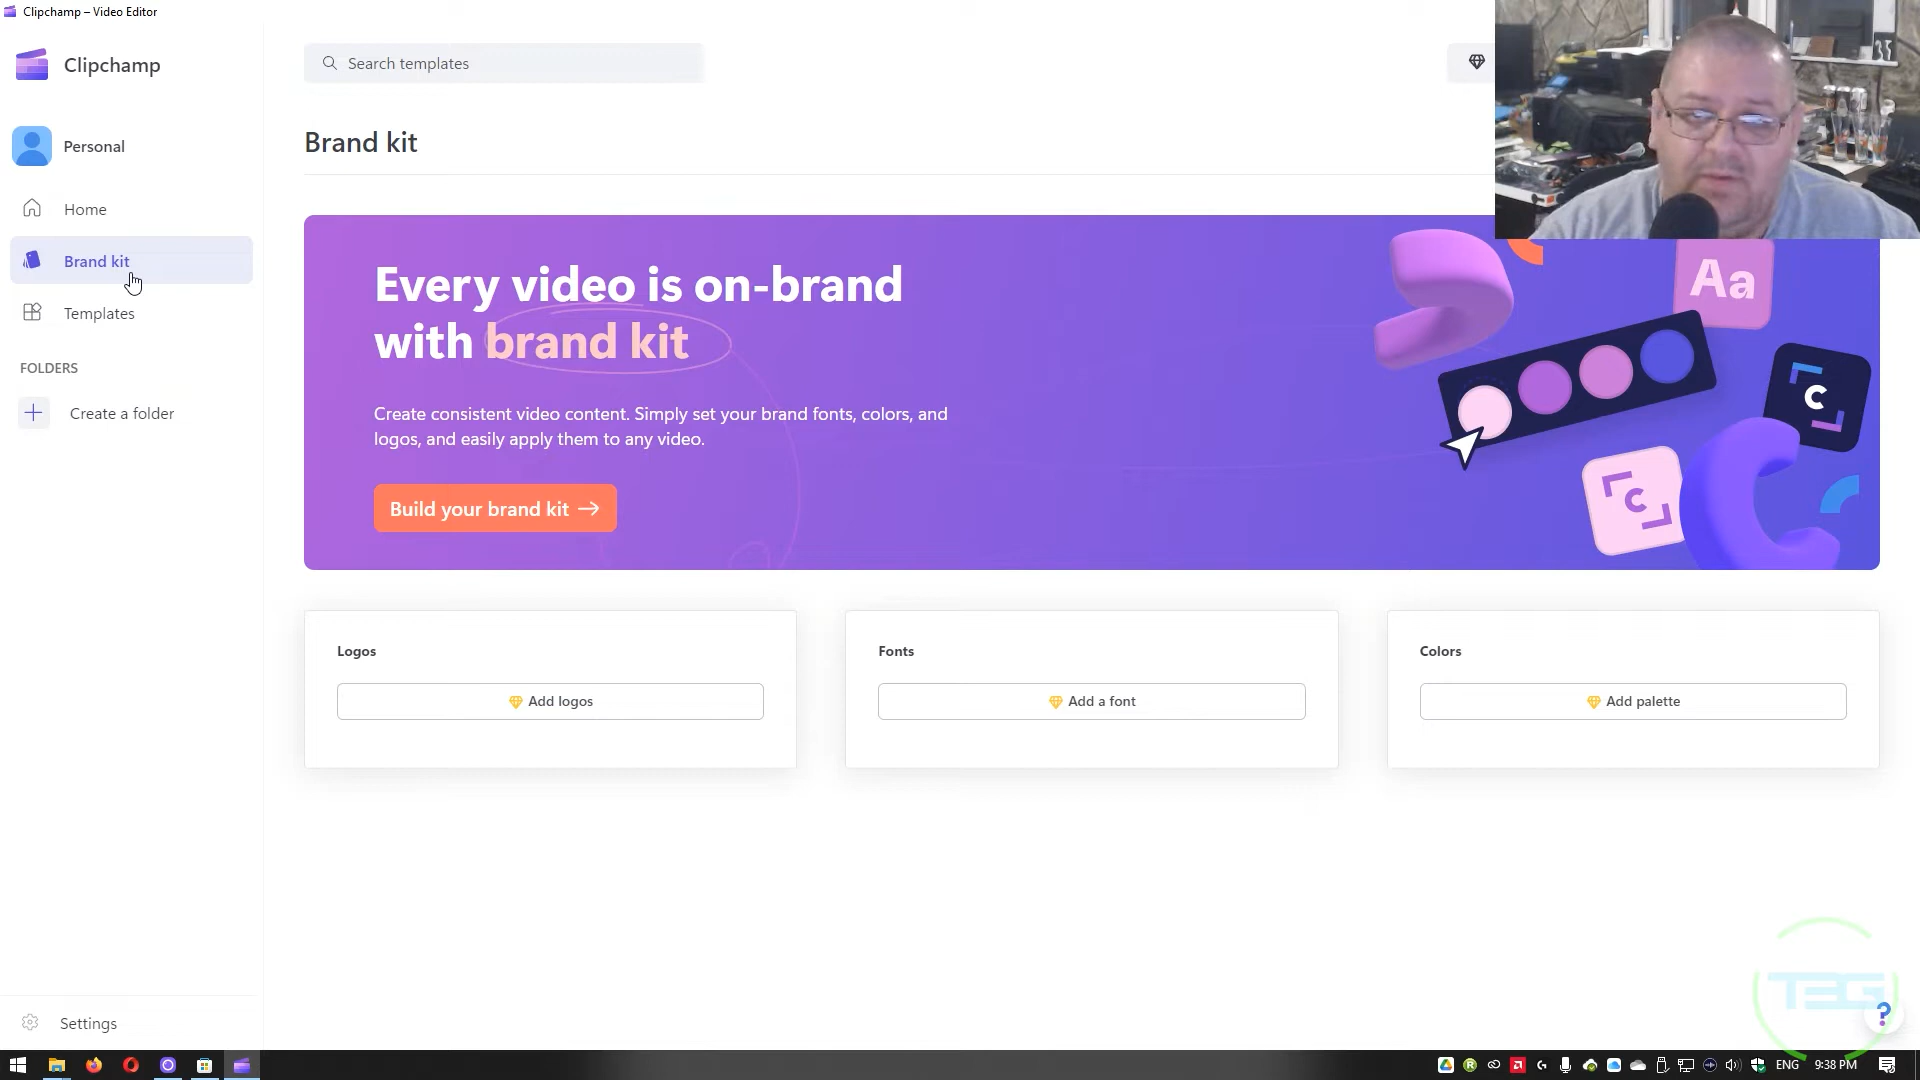 Clipchamp – Video Editor
Clipchamp
Search templates
Personal
Brand kit
Home
Brand kit
Templates
FOLDERS
Create a folder
Every video is on-brand
with brand kit
Create consistent video content. Simply set your brand fonts, colors, and
logos, and easily apply them to any video.
Build your brand kit →
Aa
C
C
Logos
Fonts
Colors
Add logos
Add a font
Add palette
TEG
?
Settings
ENG
9:38 PM